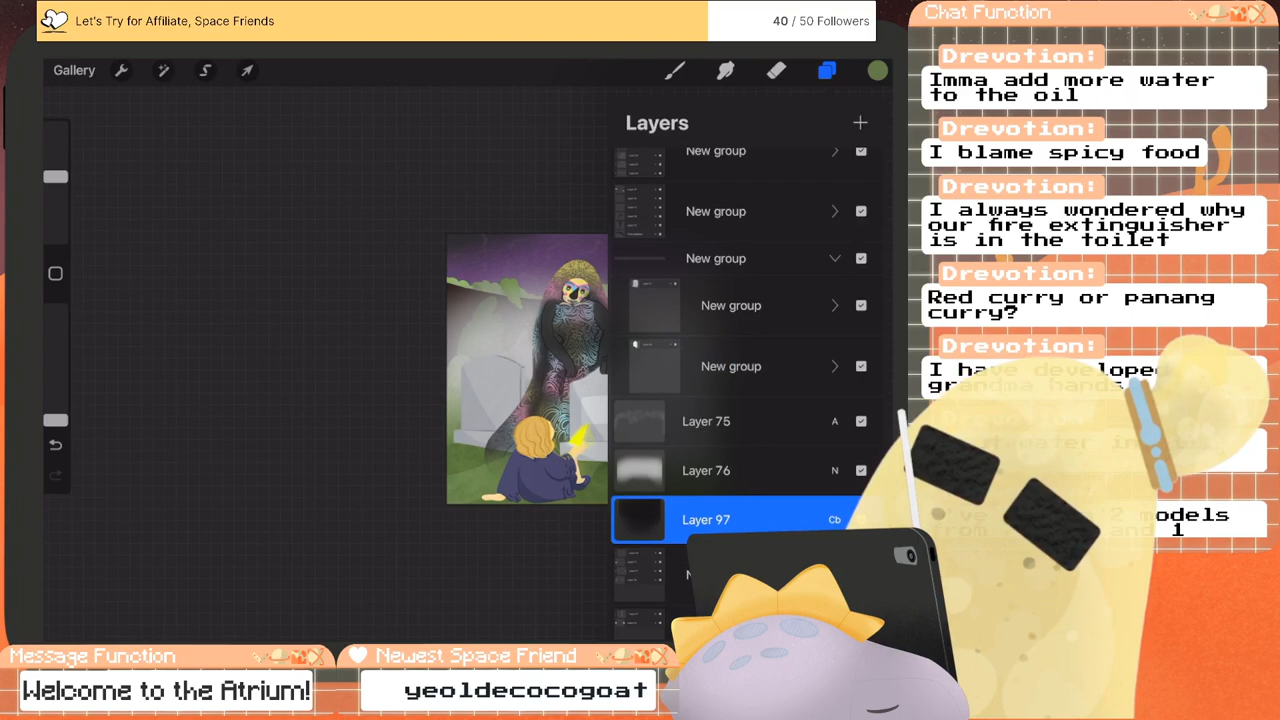 Let's Try for Affiliate, Space Friends
40 / 50 Followers
Gallery
Layers
New group
New group
New group
New group
New group
Layer 75
A
Layer 76
N
Layer 97
Cb
N
Chat Function
Drevotion:
Imma add more water
to the oil
Drevotion:
I blame spicy food
Drevotion:
I always wondered why
our fire extinguisher
is in the toilet
Drevotion:
Red curry or panang
curry?
Drevotion:
I have developed
grandma hands
models
1
Message Function
Welcome to the Atrium!
Newest Space Friend
yeoldecocogoat